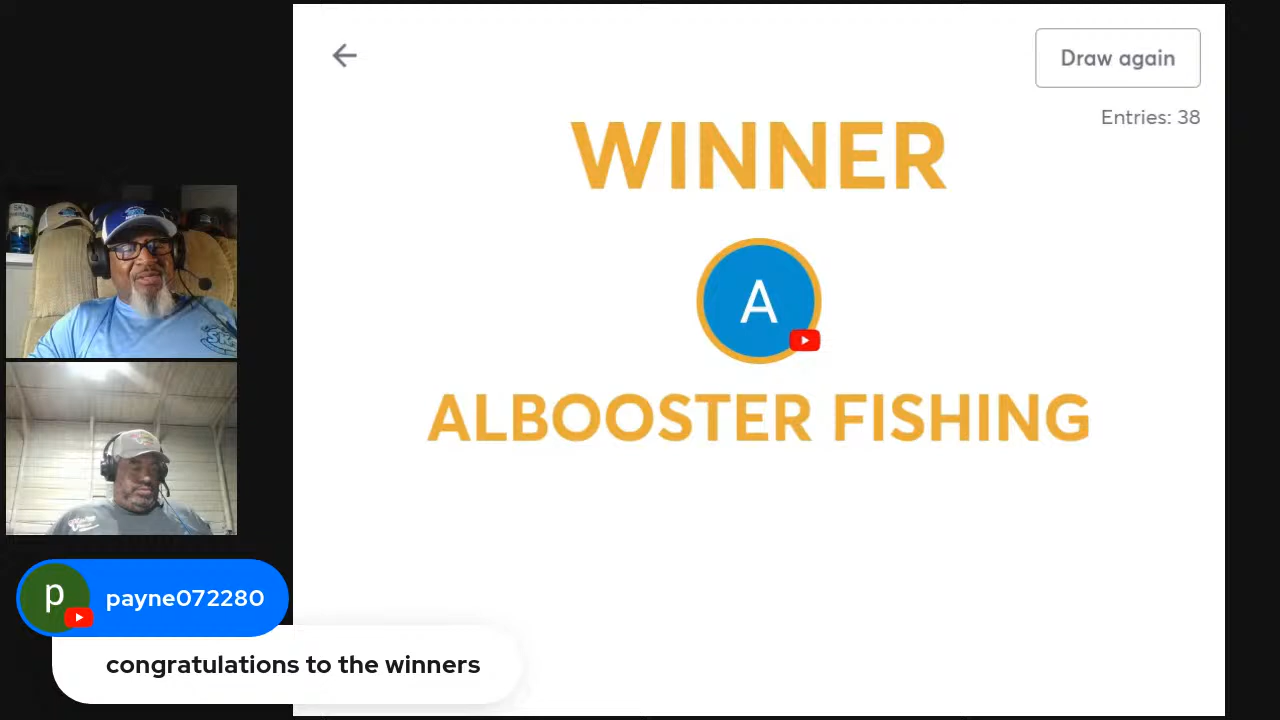 Draw again
Entries: 38
WINNER
A
ALBOOSTER FISHING
p
payne072280
congratulations to the winners